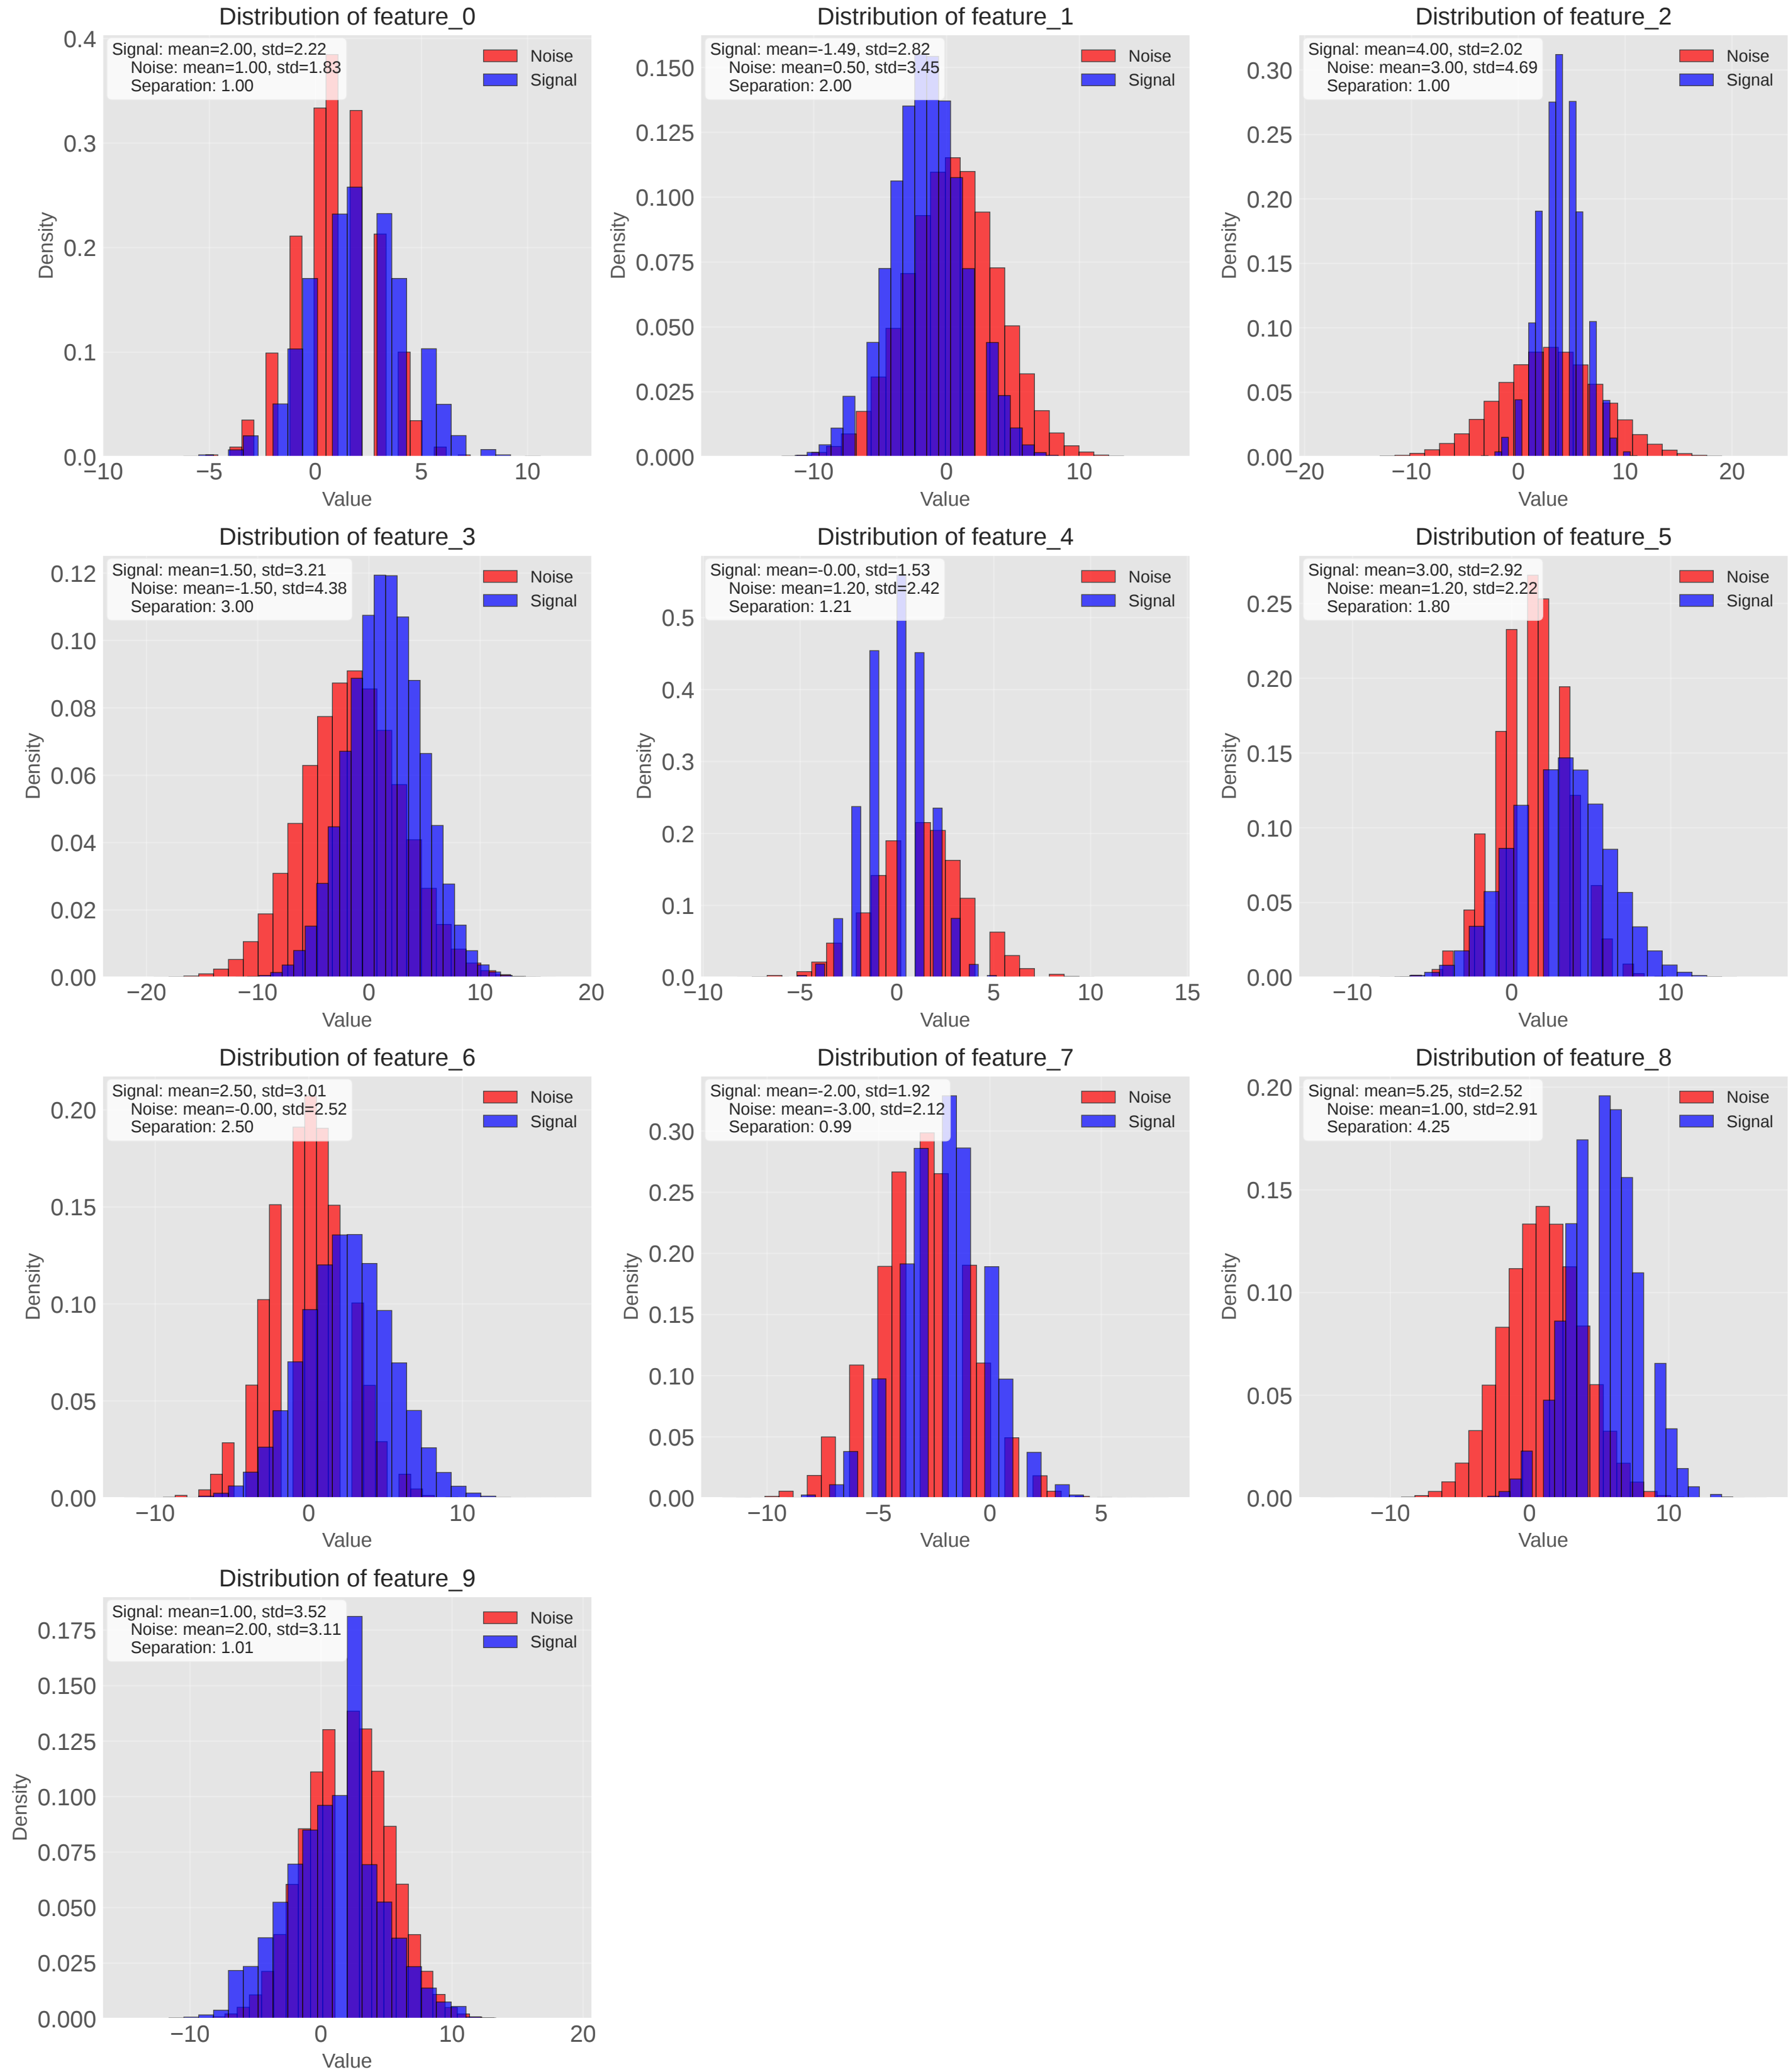 Distribution of feature_0
Signal: mean=2.00, std=2.22
Noise: mean=1.00, std=1.83
Separation: 1.00
Noise
Signal
0.4
0.3
0.2
0.1
0.0
Density
−10
−5
0
5
10
Value
Distribution of feature_1
Signal: mean=-1.49, std=2.82
Noise: mean=0.50, std=3.45
Separation: 2.00
Noise
Signal
0.150
0.125
0.100
0.075
0.050
0.025
0.000
Density
−10
0
10
Value
Distribution of feature_2
Signal: mean=4.00, std=2.02
Noise: mean=3.00, std=4.69
Separation: 1.00
Noise
Signal
0.30
0.25
0.20
0.15
0.10
0.05
0.00
Density
−20
−10
0
10
20
Value
Distribution of feature_3
Signal: mean=1.50, std=3.21
Noise: mean=-1.50, std=4.38
Separation: 3.00
Noise
Signal
0.12
0.10
0.08
0.06
0.04
0.02
0.00
Density
−20
−10
0
10
20
Value
Distribution of feature_4
Signal: mean=-0.00, std=1.53
Noise: mean=1.20, std=2.42
Separation: 1.21
Noise
Signal
0.5
0.4
0.3
0.2
0.1
0.0
Density
−10
−5
0
5
10
15
Value
Distribution of feature_5
Signal: mean=3.00, std=2.92
Noise: mean=1.20, std=2.22
Separation: 1.80
Noise
Signal
0.25
0.20
0.15
0.10
0.05
0.00
Density
−10
0
10
Value
Distribution of feature_6
Signal: mean=2.50, std=3.01
Noise: mean=-0.00, std=2.52
Separation: 2.50
Noise
Signal
0.20
0.15
0.10
0.05
0.00
Density
−10
0
10
Value
Distribution of feature_7
Signal: mean=-2.00, std=1.92
Noise: mean=-3.00, std=2.12
Separation: 0.99
Noise
Signal
0.30
0.25
0.20
0.15
0.10
0.05
0.00
Density
−10
−5
0
5
Value
Distribution of feature_8
Signal: mean=5.25, std=2.52
Noise: mean=1.00, std=2.91
Separation: 4.25
Noise
Signal
0.20
0.15
0.10
0.05
0.00
Density
−10
0
10
Value
Distribution of feature_9
Signal: mean=1.00, std=3.52
Noise: mean=2.00, std=3.11
Separation: 1.01
Noise
Signal
0.175
0.150
0.125
0.100
0.075
0.050
0.025
0.000
Density
−10
0
10
20
Value